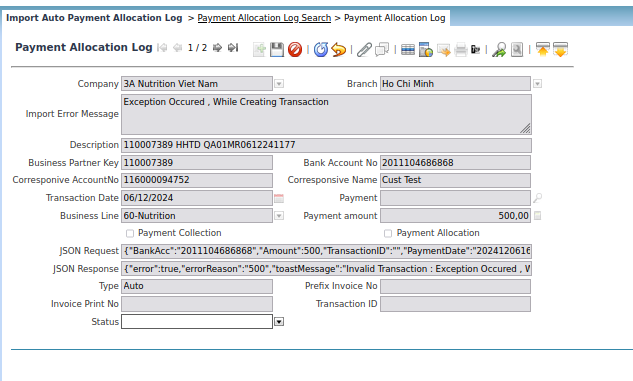 Import Auto Payment Allocation Log > Payment Allocation Log Search > Payment Allocation Log
Payment Allocation Log 1 / 2
Company 3A Nutrition Viet Nam Branch Ho Chi Minh
Import Error Message Exception Occured , While Creating Transaction
Description 110007389 HHTD QA01MR0612241177
Business Partner Key 110007389 Bank Account No 2011104686868
Corresponive AccountNo 116000094752 Corresponsive Name Cust Test
Transaction Date 06/12/2024 Payment
Business Line 60-Nutrition Payment amount 500,00
Payment Collection Payment Allocation
JSON Request {"BankAcc":"2011104686868","Amount":500,"TransactionID":"","PaymentDate":"2024120616
JSON Response {"error":true,"errorReason":"500","toastMessage":"Invalid Transaction : Exception Occured , W
Type Auto Prefix Invoice No
Invoice Print No Transaction ID
Status